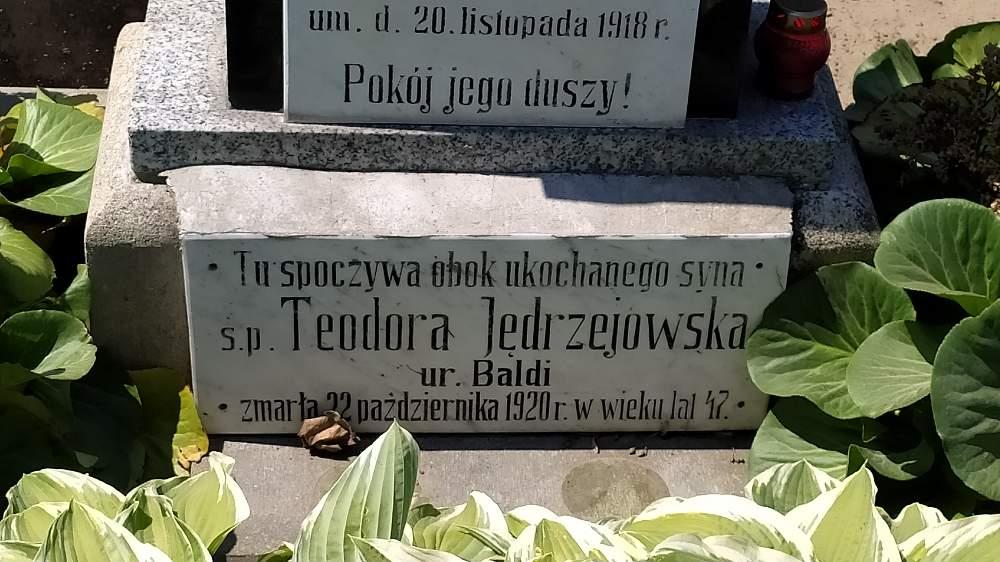 um. d. 20. listopada 1918 r.
Pokój jego duszy!
• Tu spoczywa obok ukochanego syna •
ś.p. Teodora Jędrzejowska
ur. Baldi
• zmarła 22 października 1920 r. w wieku lat 47. •